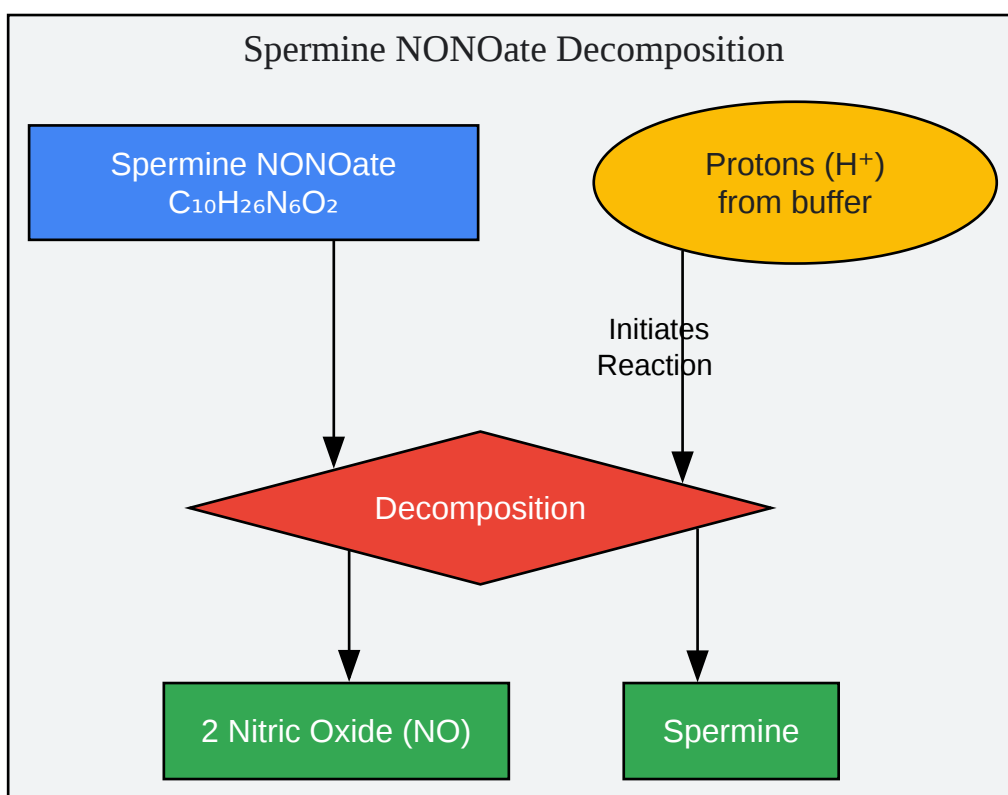 Spermine NONOate Decomposition
Spermine NONOate
C₁₀H₂₆N₆O₂
Protons (H⁺)
from buffer
Initiates
Reaction
Decomposition
2 Nitric Oxide (NO)
Spermine